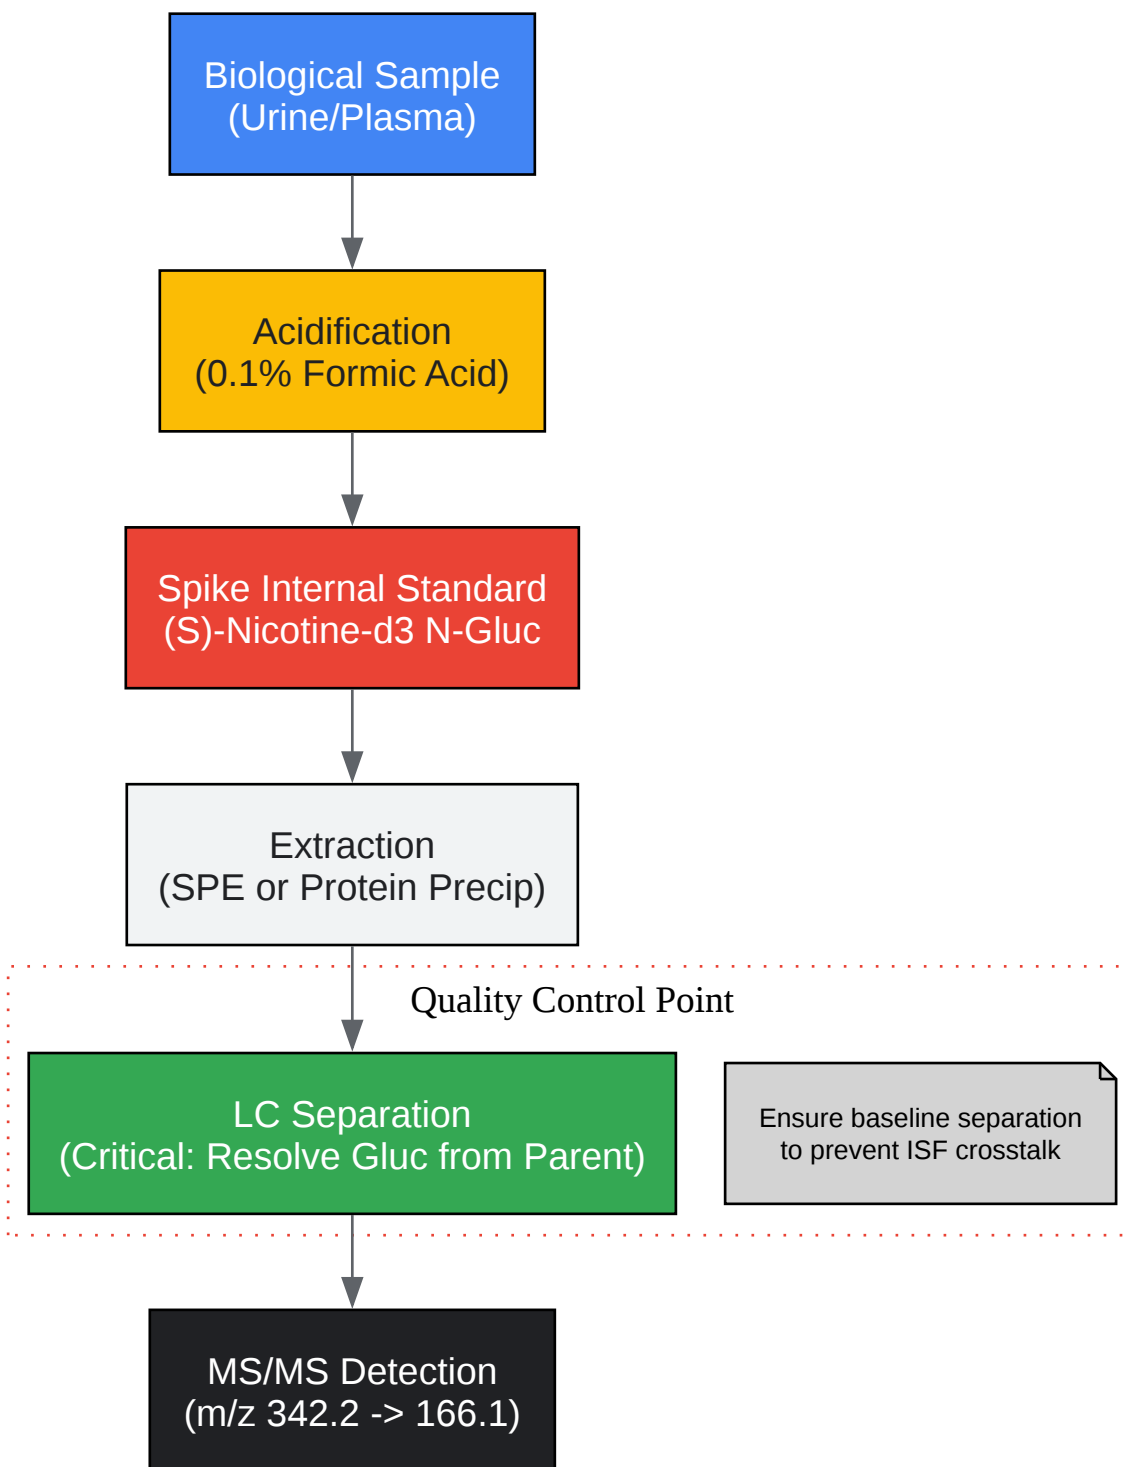 Biological Sample
(Urine/Plasma)
Acidification
(0.1% Formic Acid)
Spike Internal Standard
(S)-Nicotine-d3 N-Gluc
Extraction
(SPE or Protein Precip)
Quality Control Point
LC Separation
(Critical: Resolve Gluc from Parent)
Ensure baseline separation
to prevent ISF crosstalk
MS/MS Detection
(m/z 342.2 -> 166.1)